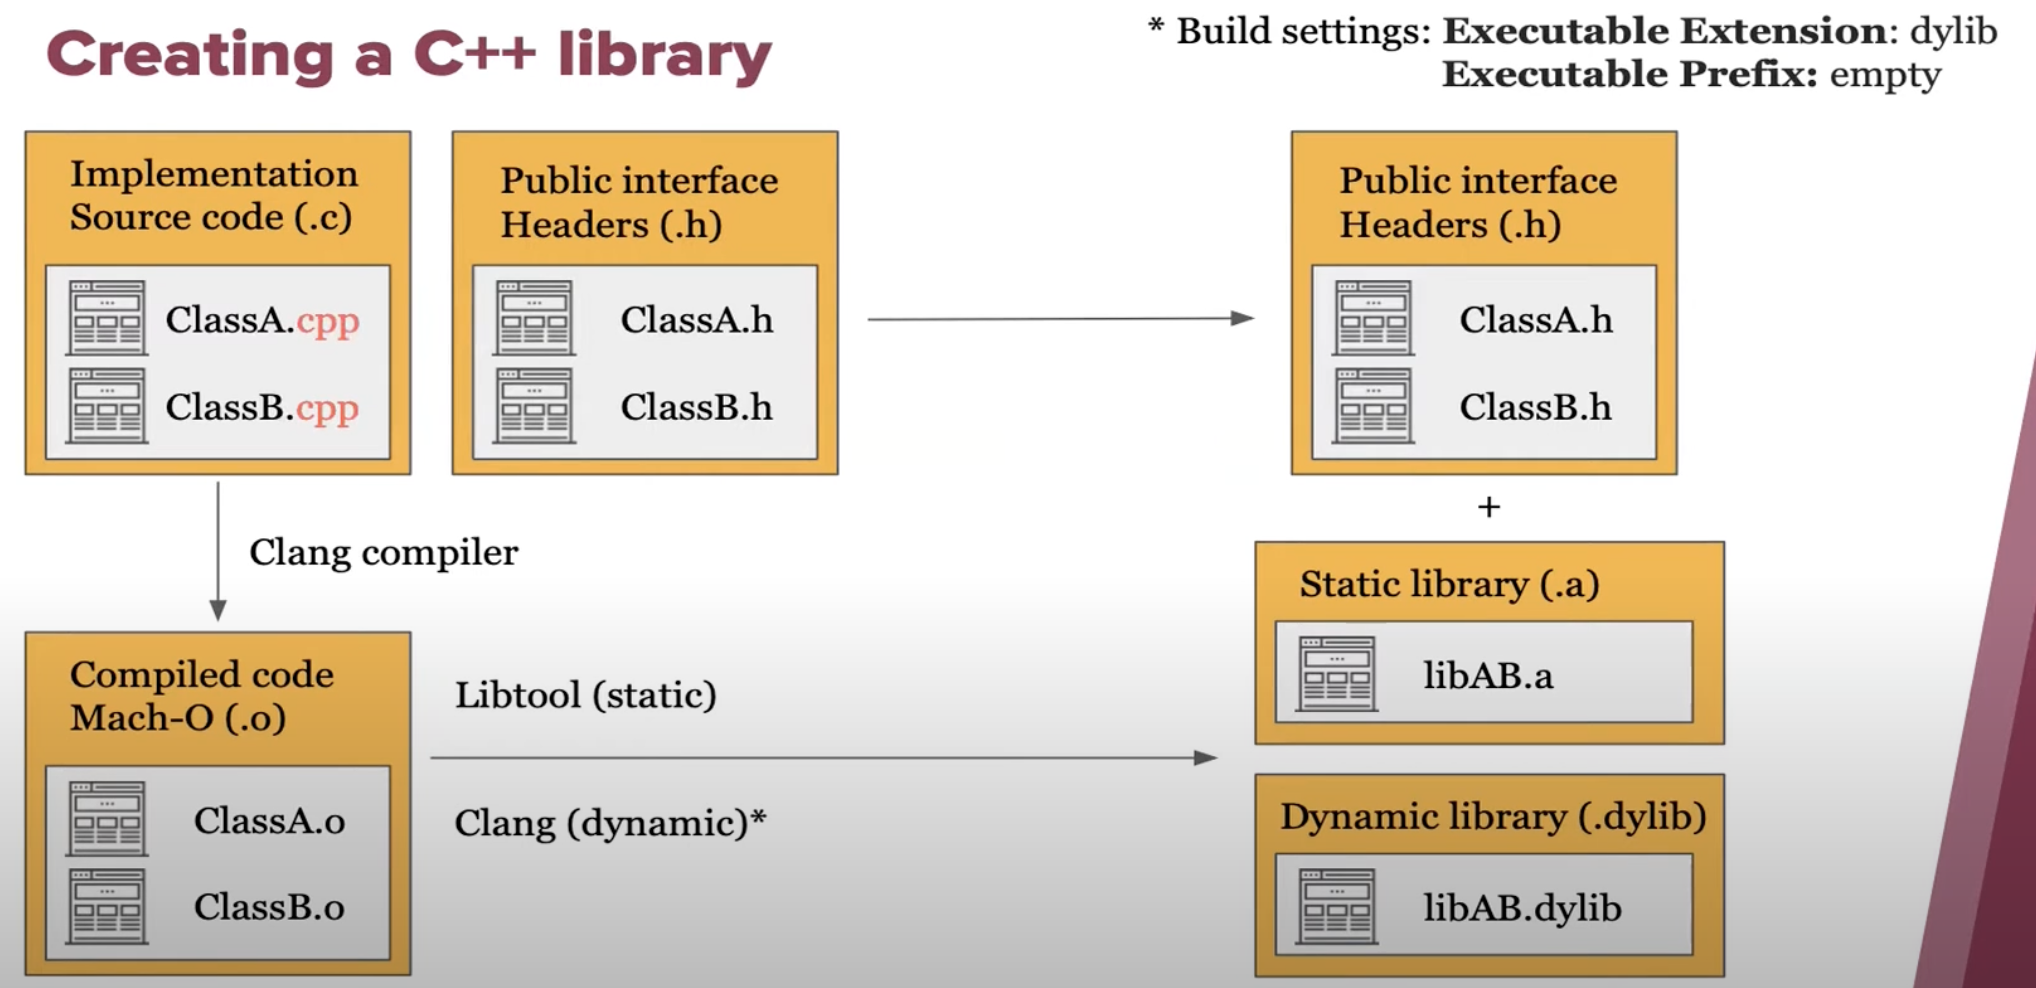 Creating a C++ library
* Build settings: Executable Extension: dylib
Executable Prefix: empty
Implementation
Source code (.c)
ClassA.cpp
ClassB.cpp
Public interface
Headers (.h)
ClassA.h
ClassB.h
Public interface
Headers (.h)
ClassA.h
ClassB.h
+
Clang compiler
Static library (.a)
libAB.a
Compiled code
Mach-O (.o)
ClassA.o
ClassB.o
Libtool (static)
Clang (dynamic)*
Dynamic library (.dylib)
libAB.dylib